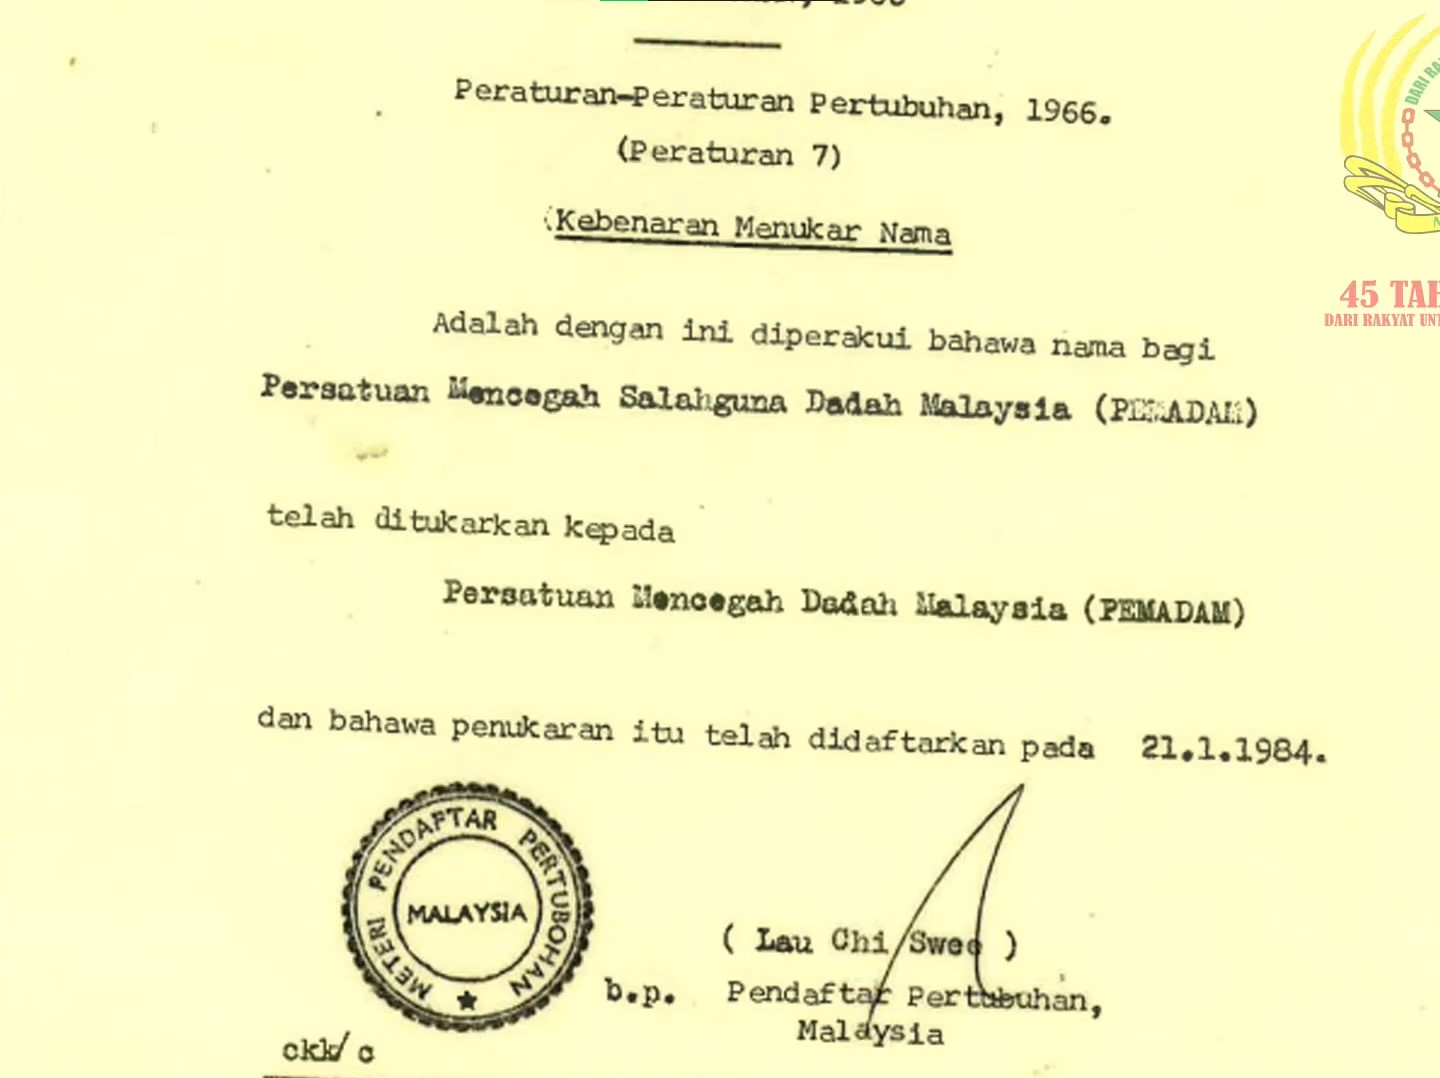 Peraturan-Peraturan Pertubuhan, 1966.
(Peraturan 7)
Kebenaran Menukar Nama
Adalah dengan ini diperakui bahawa nama bagi
Persatuan Mencegah Salahguna Dadah Malaysia (PEMADAM)
telah ditukarkan kepada
Persatuan Mencegah Dadah Malaysia (PEMADAM)
dan bahawa penukaran itu telah didaftarkan pada 21.1.1984.
METERI PENDAFTAR PERTUBOHAN
MALAYSIA
( Lau Chi Swee )
b.p. Pendaftar Pertubuhan,
Malaysia
ckk/c
DARI
45
DARI RAKYAT